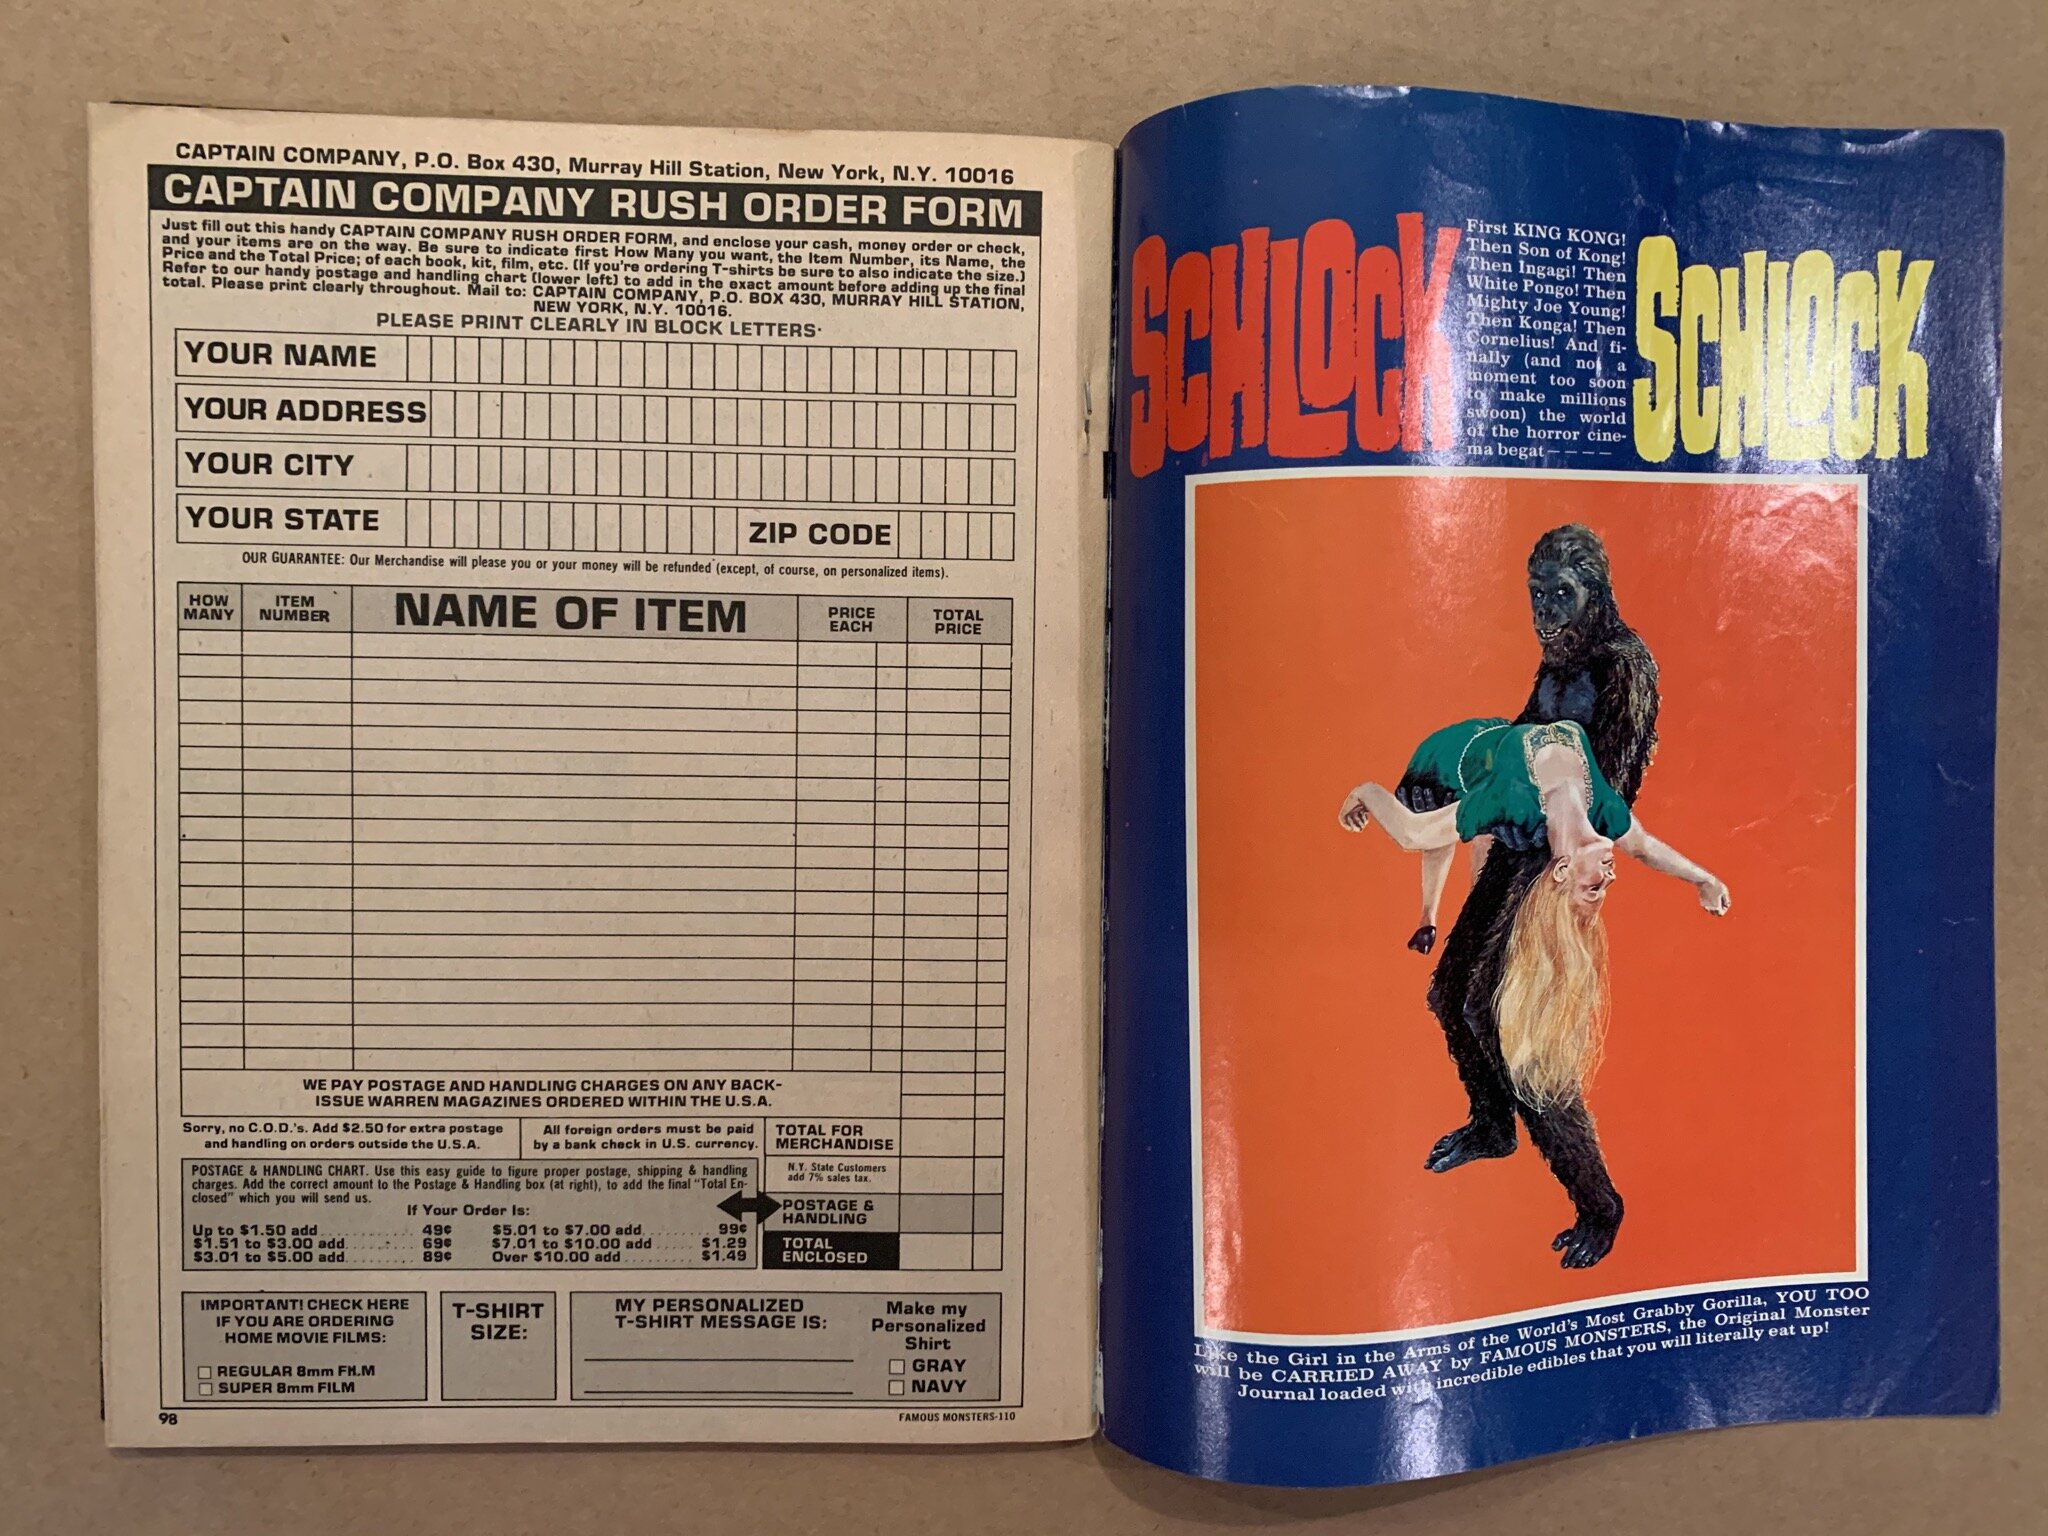 CAPTAIN COMPANY, P.O. Box 430, Murray Hill Station, New York, N.Y. 10016
CAPTAIN COMPANY RUSH ORDER FORM
Just fill out this handy CAPTAIN COMPANY RUSH ORDER FORM, and enclose your cash, money order or check,
and your items are on the way. Be sure to indicate first How Many you want, the Item Number, its Name, the
Price and the Total Price; of each book, kit, film, etc. (If you're ordering T-shirts be sure to also indicate the size.)
Refer to our handy postage and handling chart (lower left) to add in the exact amount before adding up the final
total. Please print clearly throughout. Mail to: CAPTAIN COMPANY, P.O. BOX 430, MURRAY HILL STATION,
NEW YORK, N.Y. 10016.
PLEASE PRINT CLEARLY IN BLOCK LETTERS·
YOUR NAME
YOUR ADDRESS
YOUR CITY
YOUR STATE
ZIP CODE
OUR GUARANTEE: Our Merchandise will please you or your money will be refunded (except, of course, on personalized items).
HOW
MANY
ITEM
NUMBER
NAME OF ITEM
PRICE
EACH
TOTAL
PRICE
WE PAY POSTAGE AND HANDLING CHARGES ON ANY BACK-
ISSUE WARREN MAGAZINES ORDERED WITHIN THE U.S.A.
Sorry, no C.O.D.'s. Add $2.50 for extra postage
and handling on orders outside the U.S.A.
All foreign orders must be paid
by a bank check in U.S. currency.
TOTAL FOR
MERCHANDISE
N.Y. State Customers
add 7% sales tax.
POSTAGE &
HANDLING
TOTAL
ENCLOSED
POSTAGE & HANDLING CHART. Use this easy guide to figure proper postage, shipping & handling
charges. Add the correct amount to the Postage & Handling box (at right), to add the final "Total En-
closed" which you will send us.
If Your Order Is:
Up to $1.50 add 49¢
$1.51 to $3.00 add 69¢
$3.01 to $5.00 add 89¢
$5.01 to $7.00 add 99¢
$7.01 to $10.00 add $1.29
Over $10.00 add $1.49
IMPORTANT! CHECK HERE
IF YOU ARE ORDERING
HOME MOVIE FILMS:
REGULAR 8mm FILM
SUPER 8mm FILM
T-SHIRT
SIZE:
MY PERSONALIZED
T-SHIRT MESSAGE IS:
Make my
Personalized
Shirt
GRAY
NAVY
98
FAMOUS MONSTERS-110
SCHLOCK
First KING KONG!
Then Son of Kong!
Then Ingagi! Then
White Pongo! Then
Mighty Joe Young!
Then Konga! Then
Cornelius! And fi-
nally (and not a
moment too soon
to make millions
swoon) the world
of the horror cine-
ma begat — — — —
SCHLOCK
Like the Girl in the Arms of the World's Most Grabby Gorilla, YOU TOO
will be CARRIED AWAY by FAMOUS MONSTERS, the Original Monster
Journal loaded with incredible edibles that you will literally eat up!